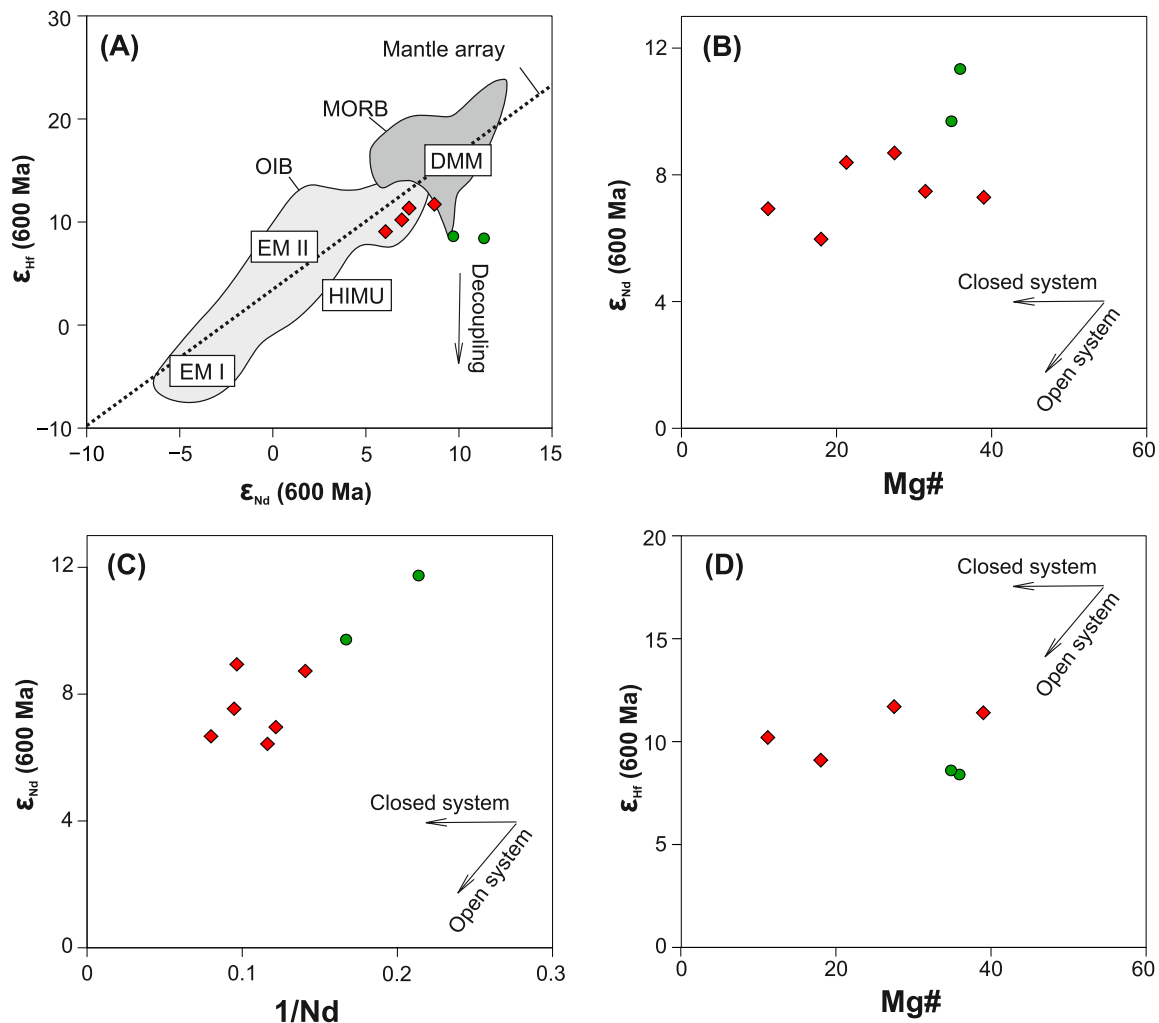 (A)
30
20
10
0
−10
−10
−5
0
5
10
15
εHf (600 Ma)
εNd (600 Ma)
Mantle array
MORB
DMM
OIB
EM II
HIMU
EM I
Decoupling
(B)
12
8
4
0
0
20
40
60
εNd (600 Ma)
Mg#
Closed system
Open system
(C)
12
8
4
0
0
0.1
0.2
0.3
εNd (600 Ma)
1/Nd
Closed system
Open system
(D)
20
15
10
5
0
0
20
40
60
εHf (600 Ma)
Mg#
Closed system
Open system